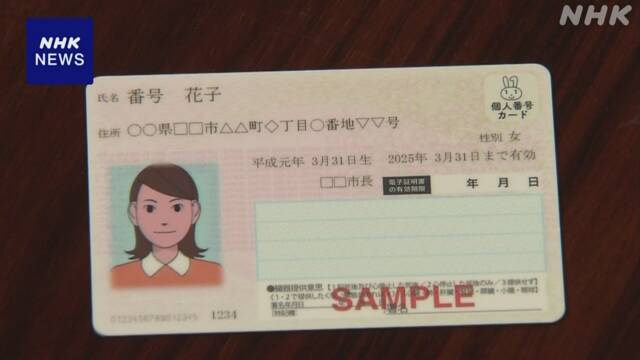 NHK
NHK
NEWS
氏名 番号 花子
個人番号
カード
住所 ○○県□□市△△町◇丁目○番地▽▽号
性別 女
平成元年 3月31日生 2025年 3月31日まで有効
□□市長 電子証明書の有効期限 年 月 日
SAMPLE
1234